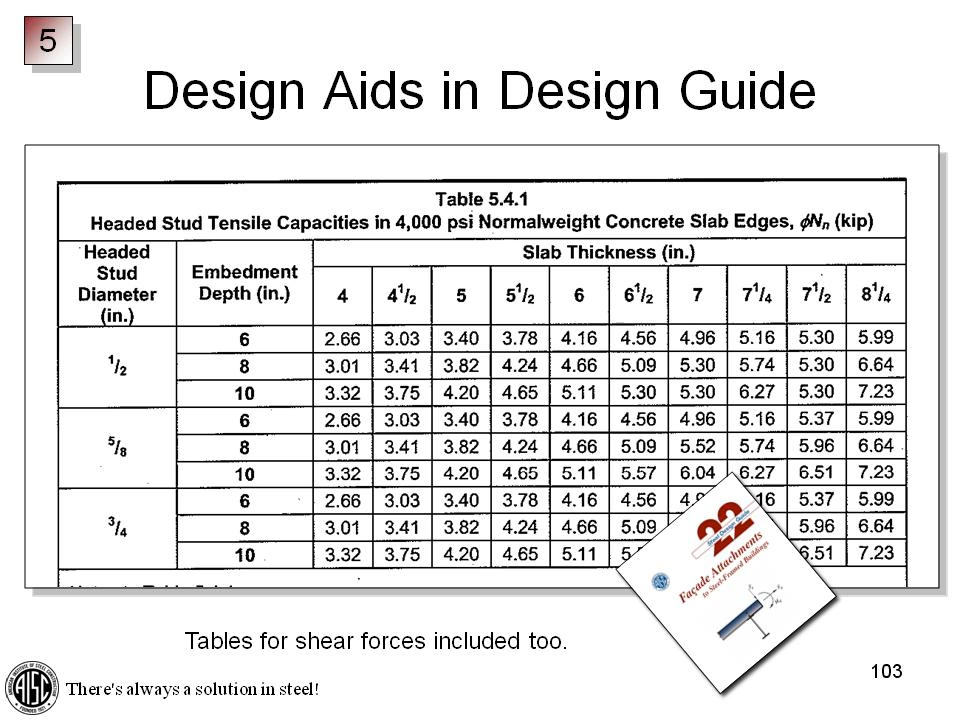 5
Design Aids in Design Guide
Table 5.4.1
Headed Stud Tensile Capacities in 4,000 psi Normalweight Concrete Slab Edges, ϕNn (kip)
Headed Stud Diameter (in.) Embedment Depth (in.) Slab Thickness (in.)
4 4 1/2 5 5 1/2 6 6 1/2 7 7 1/4 7 1/2 8 1/4
1/2 6 2.66 3.03 3.40 3.78 4.16 4.56 4.96 5.16 5.30 5.99
8 3.01 3.41 3.82 4.24 4.66 5.09 5.30 5.74 5.30 6.64
10 3.32 3.75 4.20 4.65 5.11 5.30 5.30 6.27 5.30 7.23
5/8 6 2.66 3.03 3.40 3.78 4.16 4.56 4.96 5.16 5.37 5.99
8 3.01 3.41 3.82 4.24 4.66 5.09 5.52 5.74 5.96 6.64
10 3.32 3.75 4.20 4.65 5.11 5.57 6.04 6.27 6.51 7.23
3/4 6 2.66 3.03 3.40 3.78 4.16 4.56 5.37 5.99
8 3.01 3.41 3.82 4.24 4.66 5.09 5.96 6.64
10 3.32 3.75 4.20 4.65 5.11 6.51 7.23
22
Steel Design Guide
Façade Attachments
to Steel-Framed Buildings
Tables for shear forces included too.
103
AISC
There's always a solution in steel!